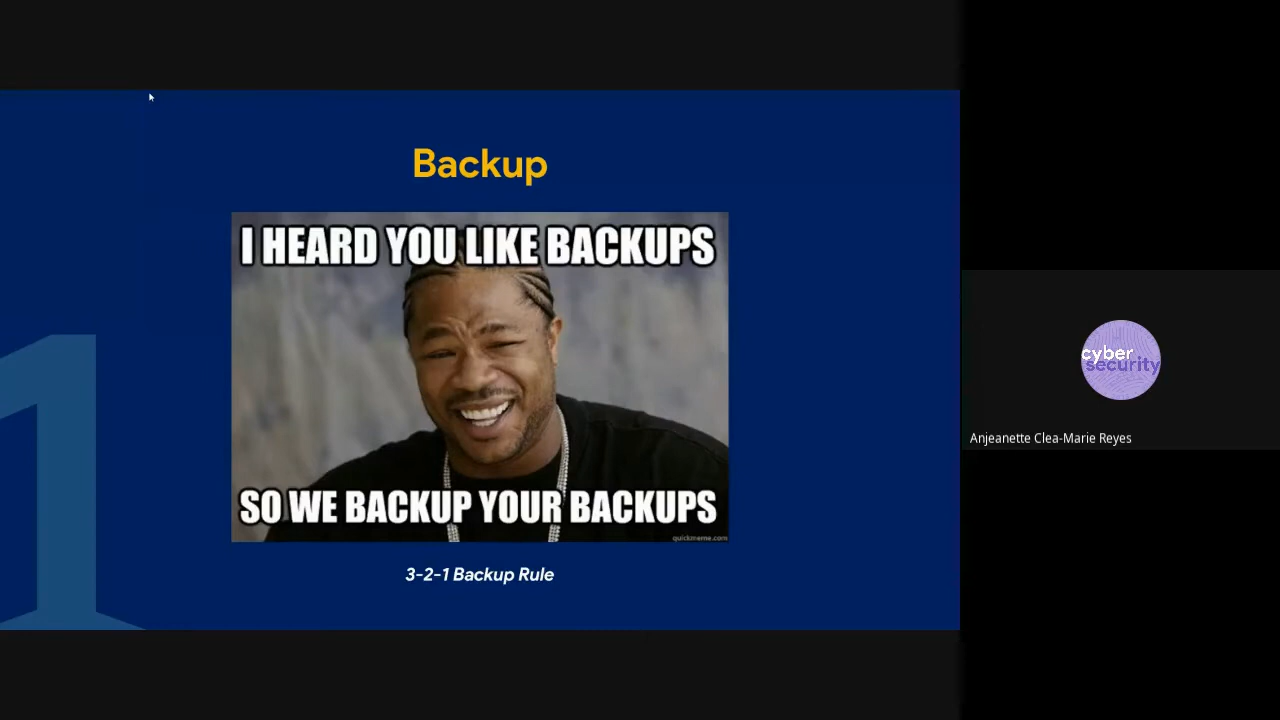 Backup
I HEARD YOU LIKE BACKUPS
SO WE BACKUP YOUR BACKUPS
quickmeme.com
3-2-1 Backup Rule
1
cyber
security
Anjeanette Clea-Marie Reyes